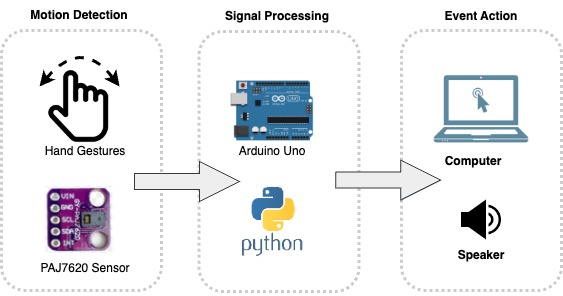 Motion Detection
Signal Processing
Event Action
Hand Gestures
VIN
GND
SCL
SDA
INT
PAJ7620 Sensor
Arduino Uno
python
Computer
Speaker